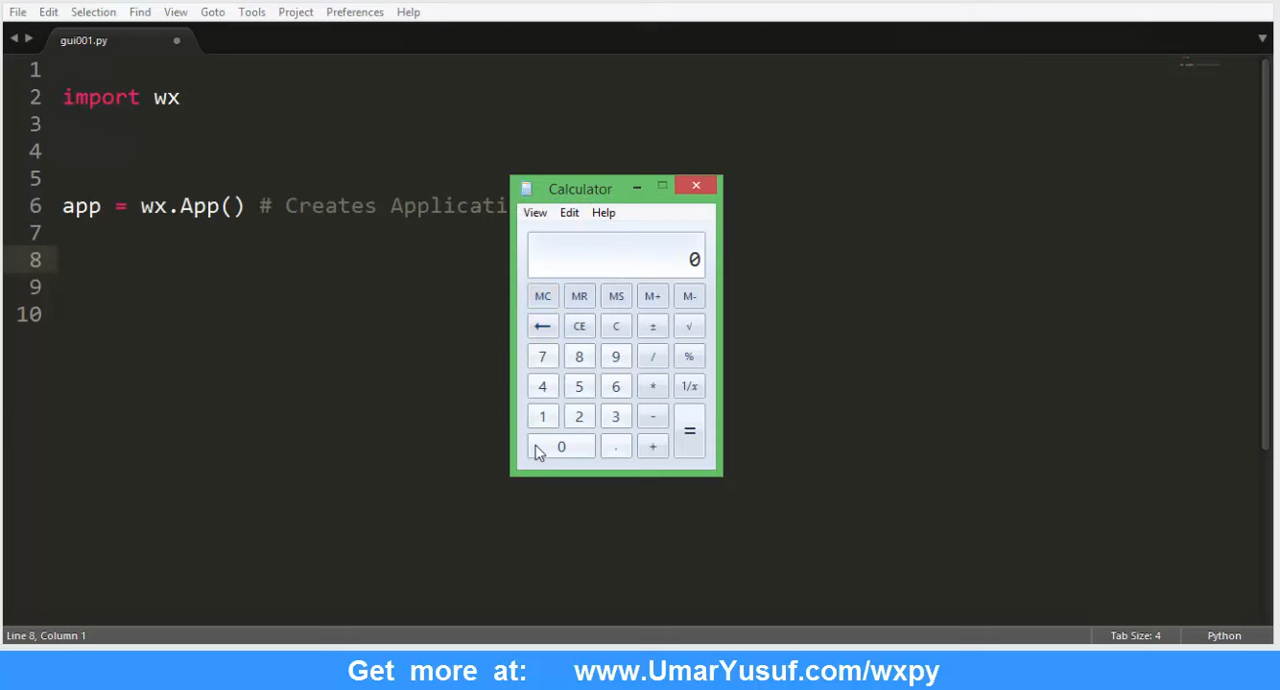 File Edit Selection Find View Goto Tools Project Preferences Help
gui001.py
1
2 import wx
3
4
5
6 app = wx.App() # Creates Applicati
7
8
9
10
Calculator
View Edit Help
0
MC MR MS M+ M-
← CE C ± √
7 8 9 / %
4 5 6 * 1/x
1 2 3 - =
0 . +
Line 8, Column 1 Tab Size: 4 Python
Get more at: www.UmarYusuf.com/wxpy